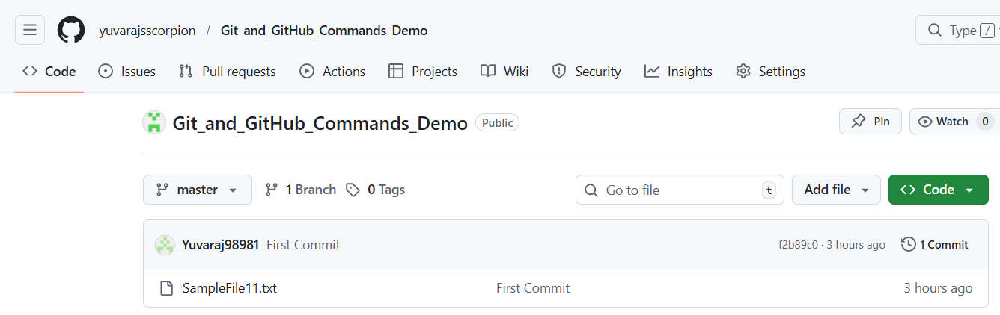 yuvarajsscorpion / Git_and_GitHub_Commands_Demo Type /
Code Issues Pull requests Actions Projects Wiki Security Insights Settings
Git_and_GitHub_Commands_Demo Public Pin Watch 0
master 1 Branch 0 Tags Go to file t Add file Code
Yuvaraj98981 First Commit f2b89c0 · 3 hours ago 1 Commit
SampleFile11.txt First Commit 3 hours ago